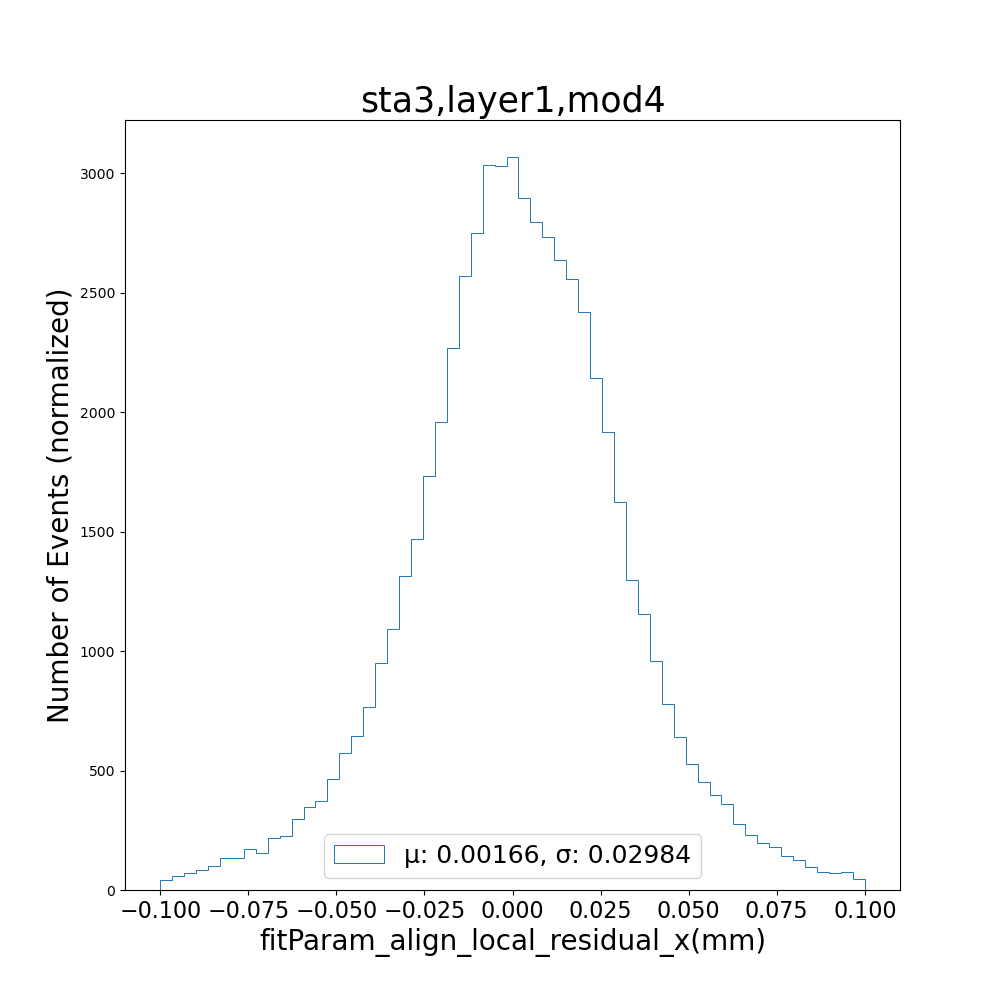 sta3,layer1,mod4
Number of Events (normalized)
3000
2500
2000
1500
1000
500
0
μ: 0.00166, σ: 0.02984
−0.100 −0.075 −0.050 −0.025 0.000 0.025 0.050 0.075 0.100
fitParam_align_local_residual_x(mm)